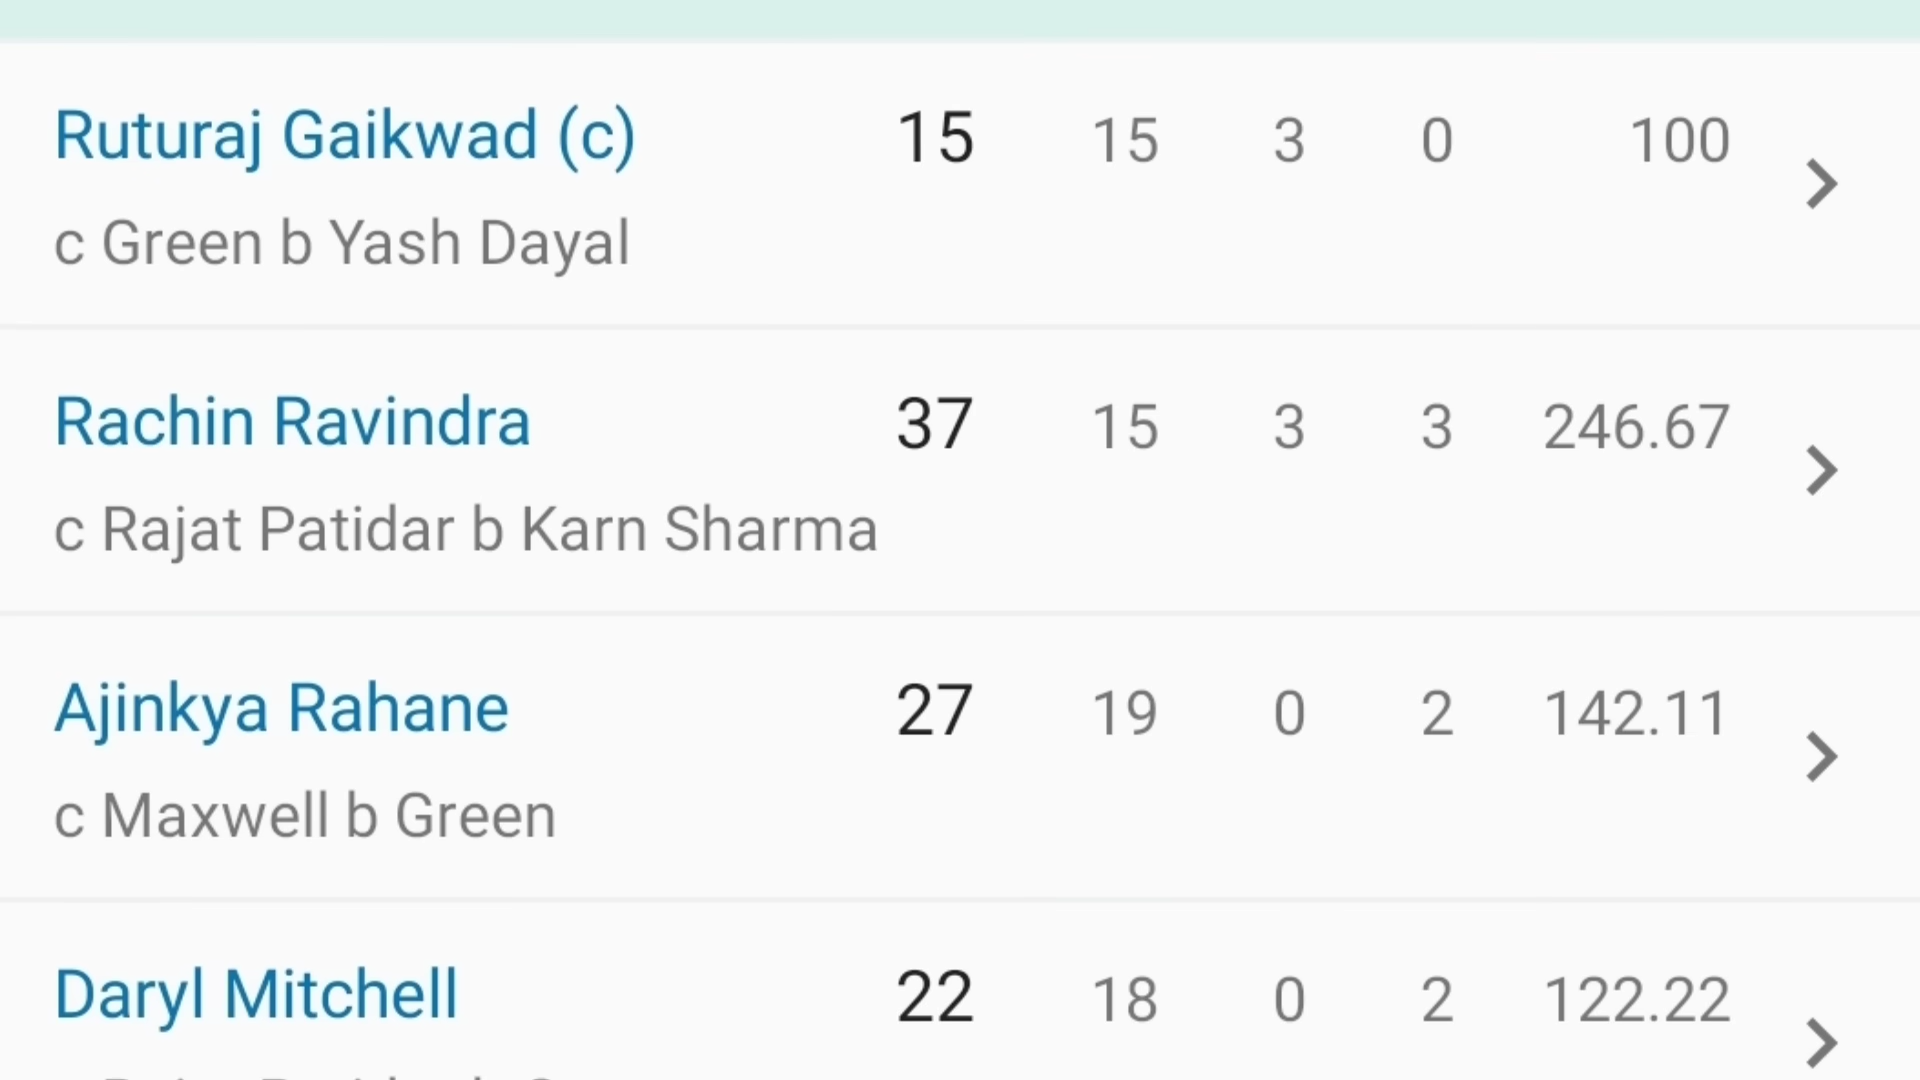 Ruturaj Gaikwad (c) 15 15 3 0 100
c Green b Yash Dayal
Rachin Ravindra 37 15 3 3 246.67
c Rajat Patidar b Karn Sharma
Ajinkya Rahane 27 19 0 2 142.11
c Maxwell b Green
Daryl Mitchell 22 18 0 2 122.22